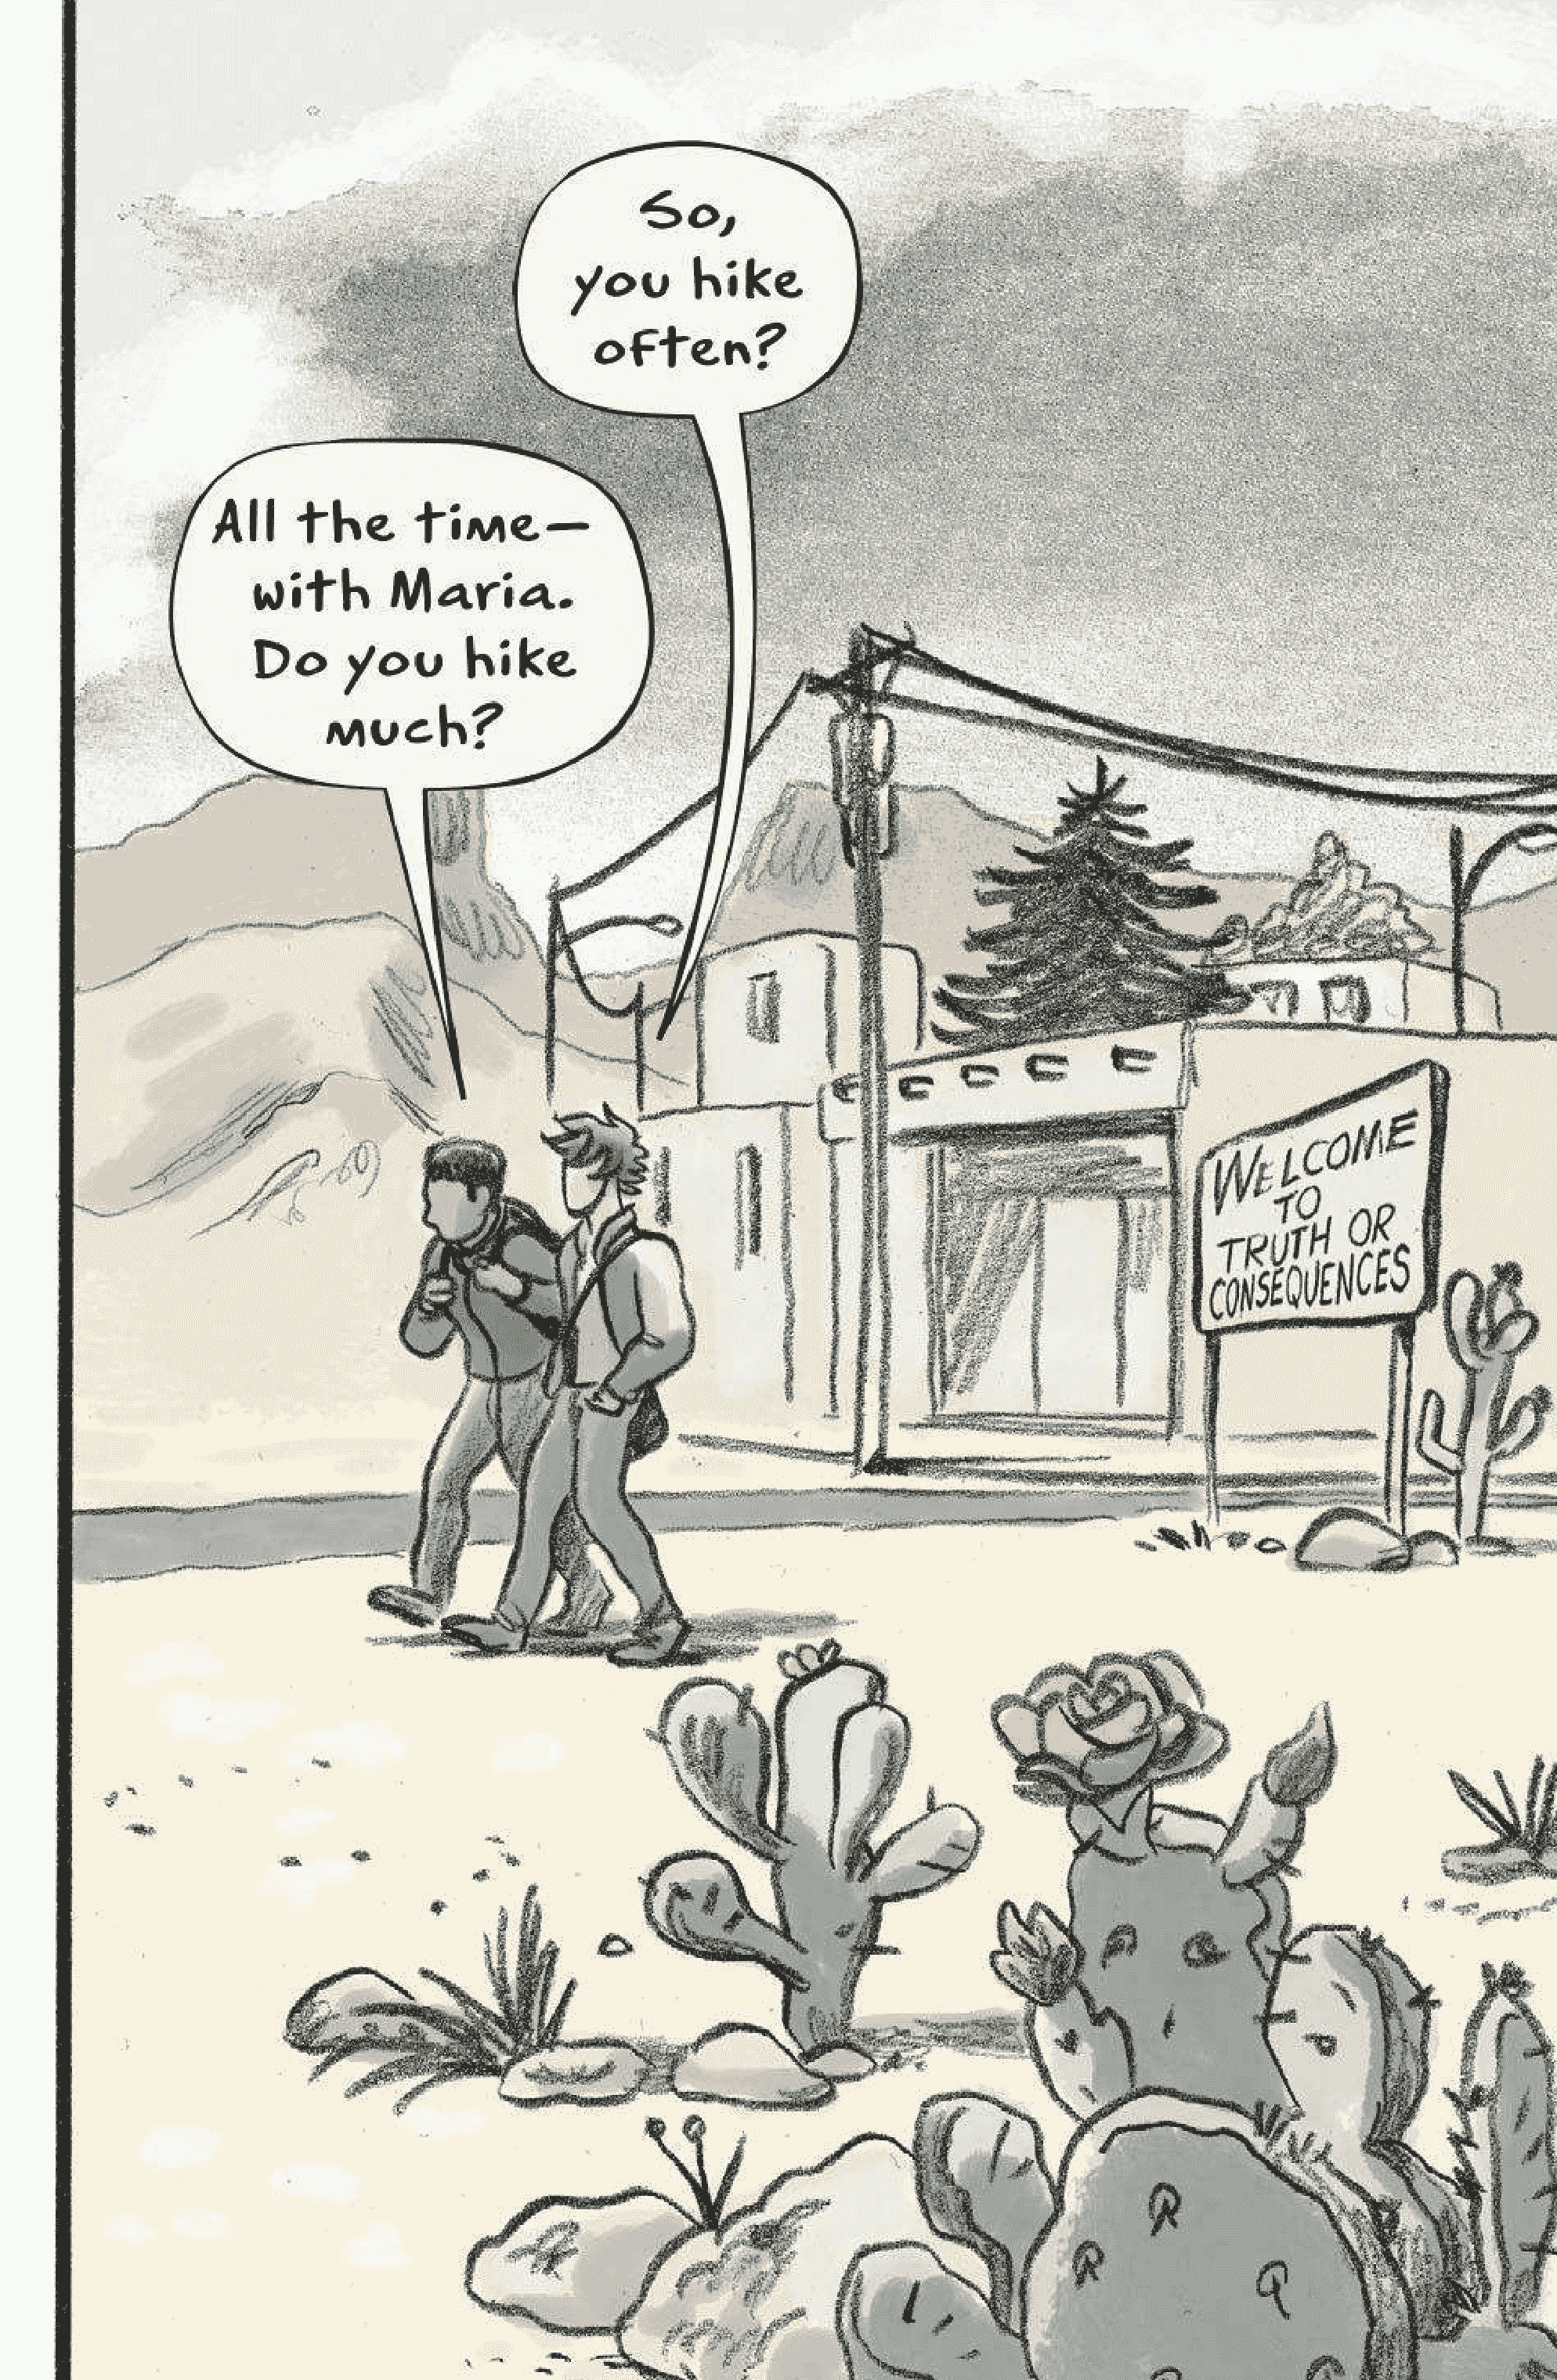 So,
you hike
often?
All the time—
with Maria.
Do you hike
much?
WELCOME
TO
TRUTH OR
CONSEQUENCES